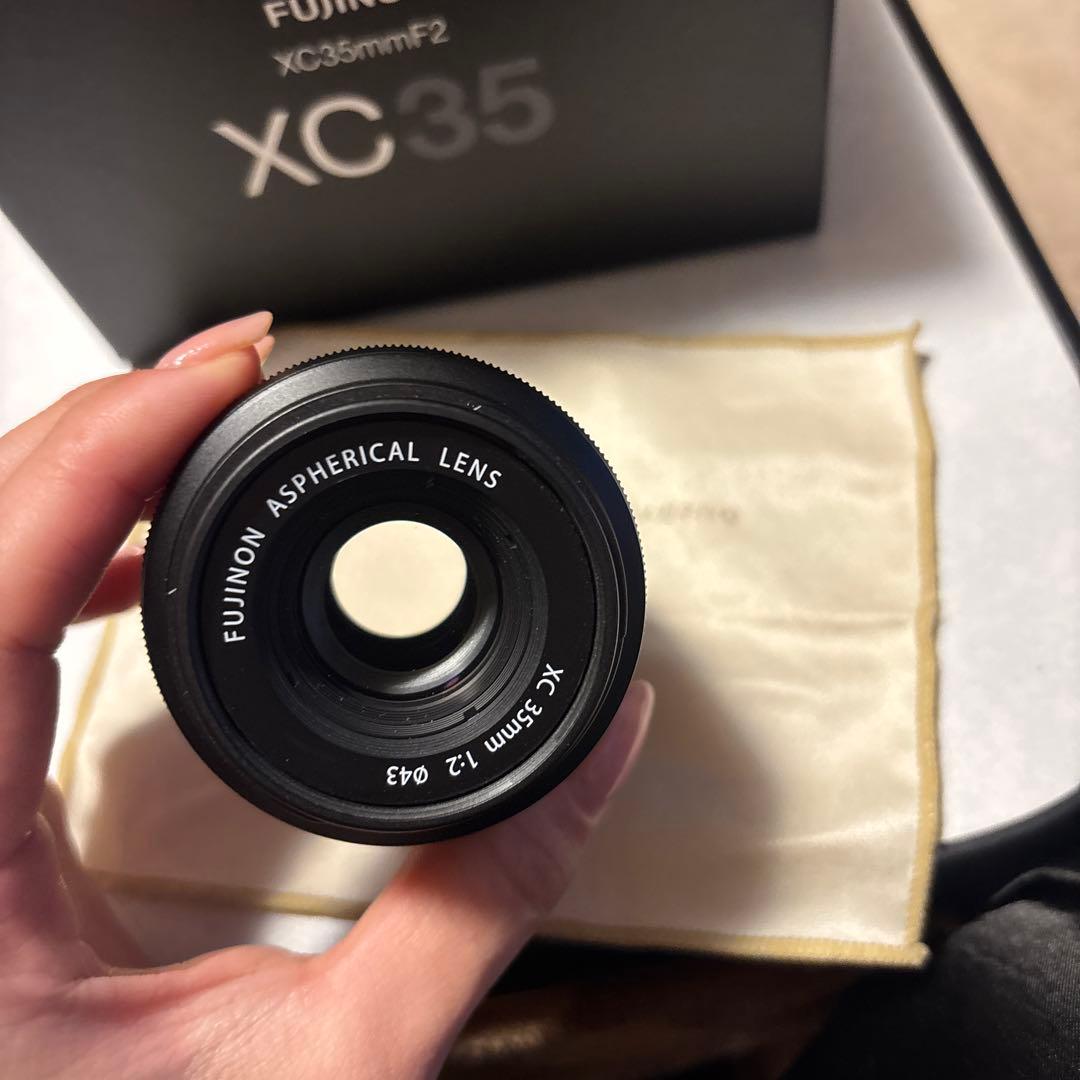 XC35mmF2
XC35
FUJINON ASPHERICAL LENS
XC 35mm 1:2 Ø43